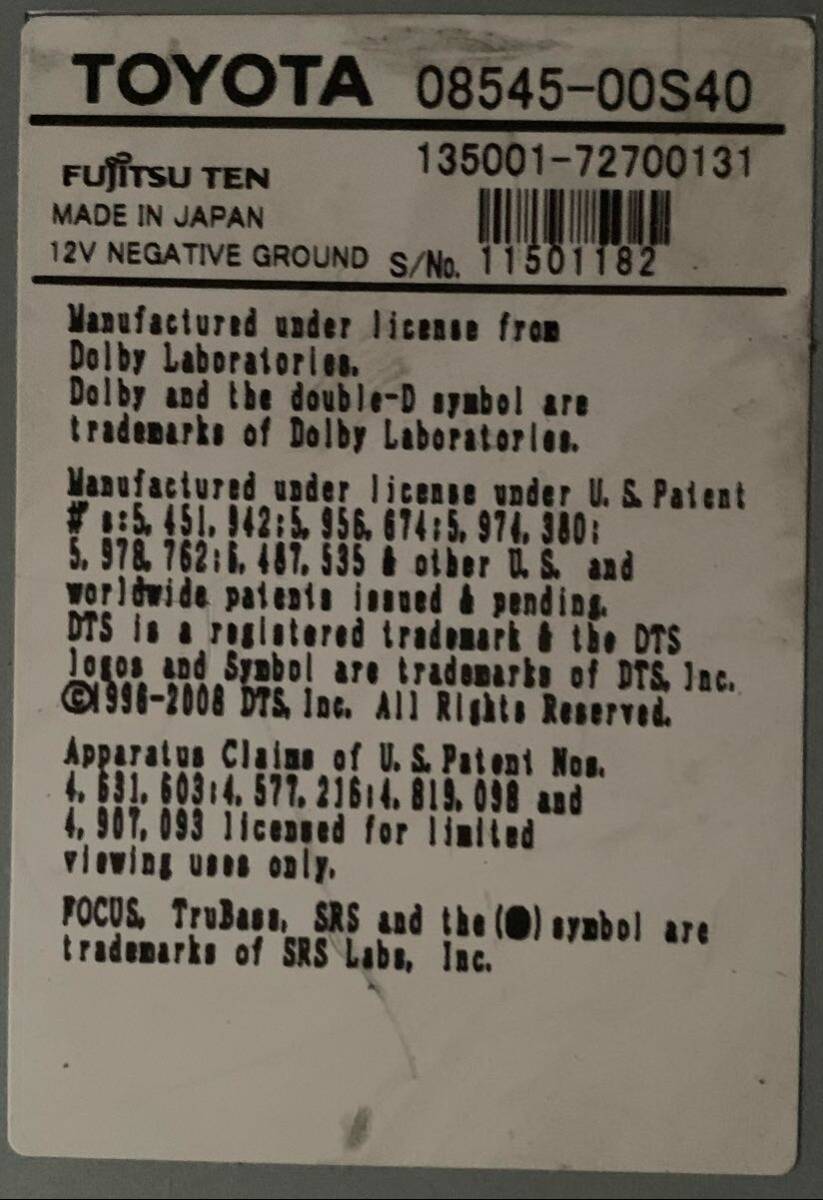 TOYOTA 08545-00S40
135001-72700131
FUJITSU TEN
MADE IN JAPAN
12V NEGATIVE GROUND S/No. 11501182
Manufactured under license from
Dolby Laboratories.
Dolby and the double-D symbol are
trademarks of Dolby Laboratories.
Manufactured under license under U.S. Patent
#'s:5,451,942;5,956,674;5,974,380;
5,978,762;6,487,535 & other U.S. and
worldwide patents issued & pending.
DTS is a registered trademark & the DTS
logos and Symbol are trademarks of DTS, Inc.
©1996-2008 DTS, Inc. All Rights Reserved.
Apparatus Claims of U.S. Patent Nos.
4,631,603;4,577,216;4,819,098 and
4,907,093 licensed for limited
viewing uses only.
FOCUS, TruBass, SRS and the (●) symbol are
trademarks of SRS Labs, Inc.